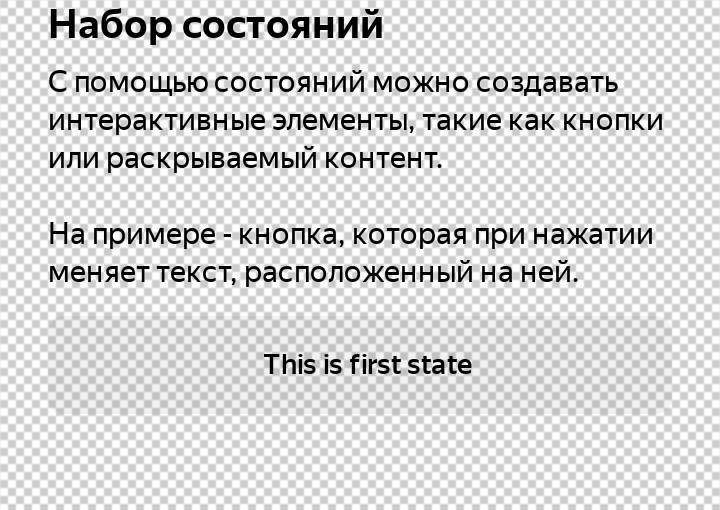 Набор состояний
С помощью состояний можно создавать
интерактивные элементы, такие как кнопки
или раскрываемый контент.
На примере - кнопка, которая при нажатии
меняет текст, расположенный на ней.
This is first state